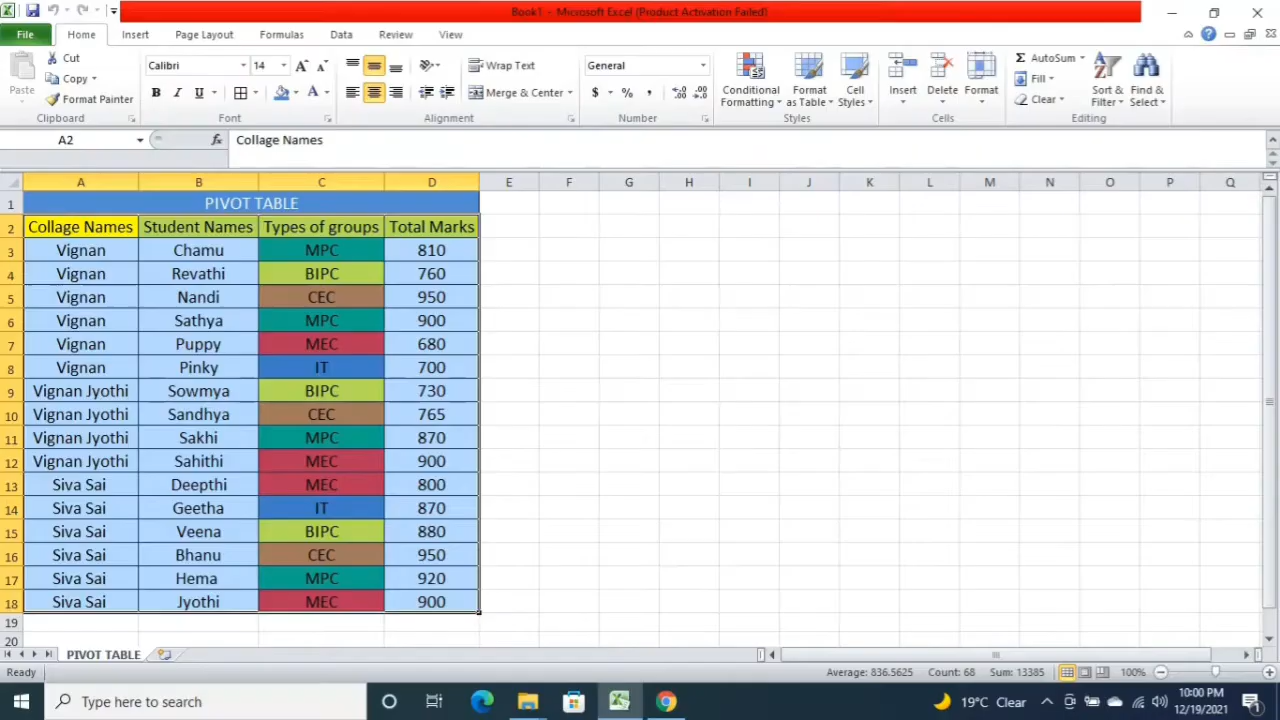 Book1 - Microsoft Excel (Product Activation Failed)
File Home Insert Page Layout Formulas Data Review View
Paste
Cut
Copy
Format Painter
Clipboard
Calibri 14
B I U
Font
Wrap Text
Merge & Center
Alignment
General
$ % ,
Number
Conditional Formatting
Format as Table
Cell Styles
Styles
Insert
Delete
Format
Cells
Σ AutoSum
Fill
Clear
Sort & Filter
Find & Select
Editing
A2 fx Collage Names
A B C D E F G H I J K L M N O P Q
1 PIVOT TABLE
2 Collage Names Student Names Types of groups Total Marks
3 Vignan Chamu MPC 810
4 Vignan Revathi BIPC 760
5 Vignan Nandi CEC 950
6 Vignan Sathya MPC 900
7 Vignan Puppy MEC 680
8 Vignan Pinky IT 700
9 Vignan Jyothi Sowmya BIPC 730
10 Vignan Jyothi Sandhya CEC 765
11 Vignan Jyothi Sakhi MPC 870
12 Vignan Jyothi Sahithi MEC 900
13 Siva Sai Deepthi MEC 800
14 Siva Sai Geetha IT 870
15 Siva Sai Veena BIPC 880
16 Siva Sai Bhanu CEC 950
17 Siva Sai Hema MPC 920
18 Siva Sai Jyothi MEC 900
19
20
PIVOT TABLE
Ready Average: 836.5625 Count: 68 Sum: 13385 100%
Type here to search 19°C Clear 10:00 PM
12/19/2021 1